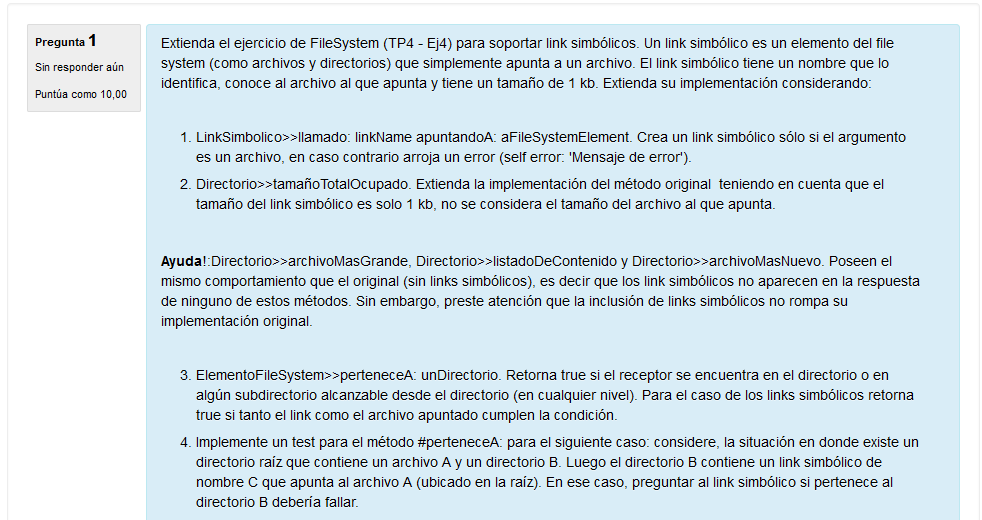 Pregunta 1
Sin responder aún
Puntúa como 10,00
Extienda el ejercicio de FileSystem (TP4 - Ej4) para soportar link simbólicos. Un link simbólico es un elemento del file
system (como archivos y directorios) que simplemente apunta a un archivo. El link simbólico tiene un nombre que lo
identifica, conoce al archivo al que apunta y tiene un tamaño de 1 kb. Extienda su implementación considerando:
1. LinkSimbolico>>llamado: linkName apuntandoA: aFileSystemElement. Crea un link simbólico sólo si el argumento
es un archivo, en caso contrario arroja un error (self error: 'Mensaje de error').
2. Directorio>>tamañoTotalOcupado. Extienda la implementación del método original teniendo en cuenta que el
tamaño del link simbólico es solo 1 kb, no se considera el tamaño del archivo al que apunta.
Ayuda!:Directorio>>archivoMasGrande, Directorio>>listadoDeContenido y Directorio>>archivoMasNuevo. Poseen el
mismo comportamiento que el original (sin links simbólicos), es decir que los link simbólicos no aparecen en la respuesta
de ninguno de estos métodos. Sin embargo, preste atención que la inclusión de links simbólicos no rompa su
implementación original.
3. ElementoFileSystem>>perteneceA: unDirectorio. Retorna true si el receptor se encuentra en el directorio o en
algún subdirectorio alcanzable desde el directorio (en cualquier nivel). Para el caso de los links simbólicos retorna
true si tanto el link como el archivo apuntado cumplen la condición.
4. Implemente un test para el método #perteneceA: para el siguiente caso: considere, la situación en donde existe un
directorio raíz que contiene un archivo A y un directorio B. Luego el directorio B contiene un link simbólico de
nombre C que apunta al archivo A (ubicado en la raíz). En ese caso, preguntar al link simbólico si pertenece al
directorio B debería fallar.